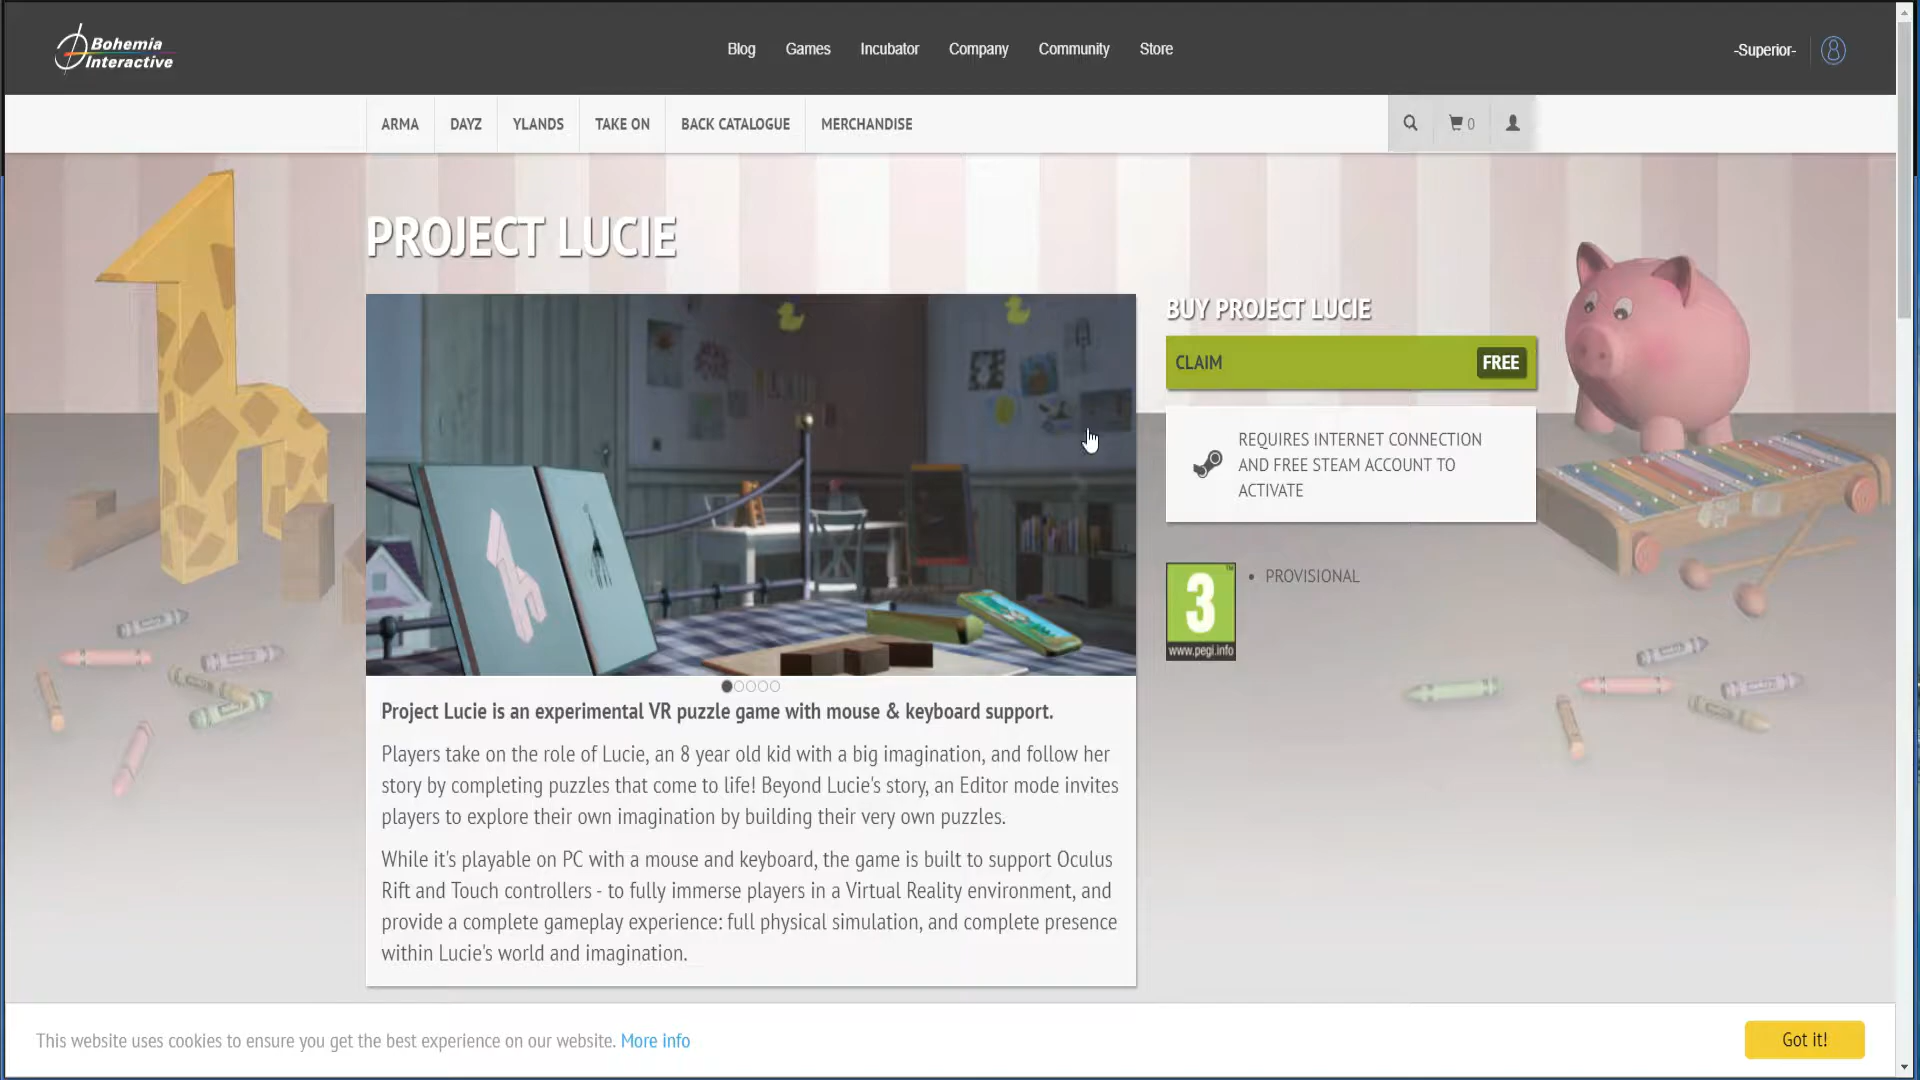 Bohemia
Interactive
Blog Games Incubator Company Community Store
-Superior-
ARMA DAYZ YLANDS TAKE ON BACK CATALOGUE MERCHANDISE
0
PROJECT LUCIE
BUY PROJECT LUCIE
CLAIM FREE
REQUIRES INTERNET CONNECTION
AND FREE STEAM ACCOUNT TO
ACTIVATE
3
www.pegi.info
• PROVISIONAL
Project Lucie is an experimental VR puzzle game with mouse & keyboard support.
Players take on the role of Lucie, an 8 year old kid with a big imagination, and follow her
story by completing puzzles that come to life! Beyond Lucie's story, an Editor mode invites
players to explore their own imagination by building their very own puzzles.
While it's playable on PC with a mouse and keyboard, the game is built to support Oculus
Rift and Touch controllers - to fully immerse players in a Virtual Reality environment, and
provide a complete gameplay experience: full physical simulation, and complete presence
within Lucie's world and imagination.
This website uses cookies to ensure you get the best experience on our website. More info
Got it!